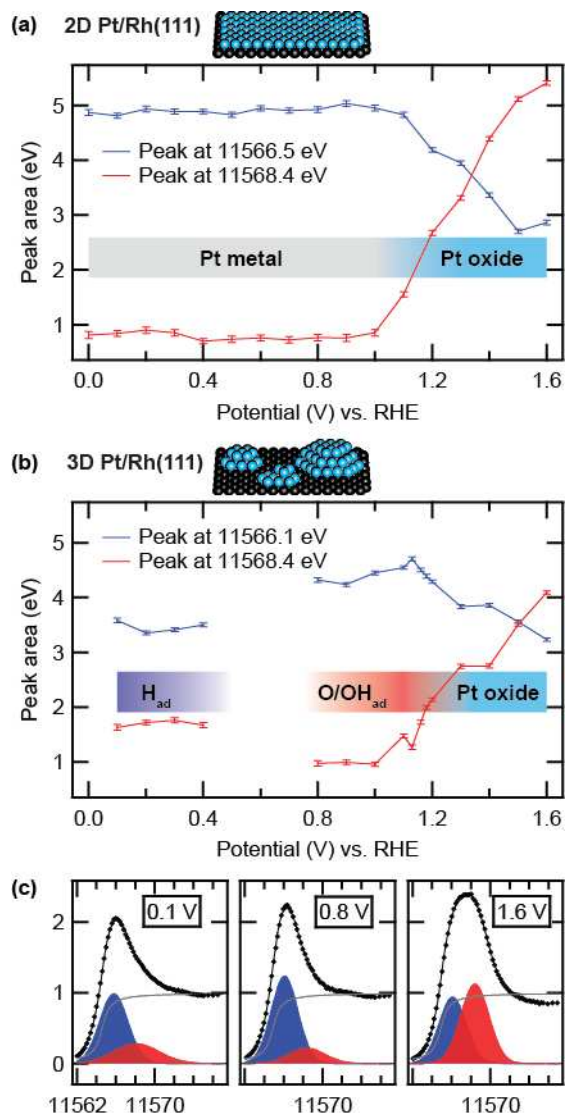 (a) 2D Pt/Rh(111)
5
4
3
2
1
Peak area (eV)
Peak at 11566.5 eV
Peak at 11568.4 eV
Pt metal
Pt oxide
0.0 0.4 0.8 1.2 1.6
Potential (V) vs. RHE
(b) 3D Pt/Rh(111)
5
4
3
2
1
Peak area (eV)
Peak at 11566.1 eV
Peak at 11568.4 eV
H_ad
O/OH_ad
Pt oxide
0.0 0.4 0.8 1.2 1.6
Potential (V) vs. RHE
(c)
2
1
0
0.1 V
0.8 V
1.6 V
11562 11570 11570 11570